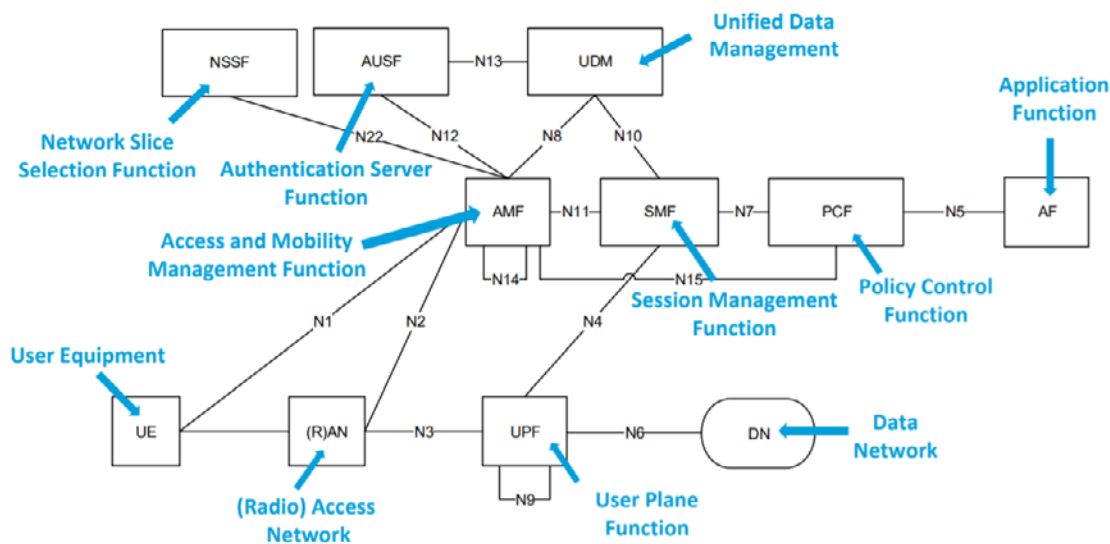 Unified Data
Management
NSSF
AUSF
N13
UDM
Application
Function
Network Slice
Selection Function
N22
N12
Authentication Server
Function
N8
N10
AMF
N11
SMF
N7
PCF
N5
AF
Access and Mobility
Management Function
N14
N15
Session Management
Function
Policy Control
Function
N1
N2
N4
User Equipment
UE
(R)AN
N3
UPF
N6
DN
Data
Network
(Radio) Access
Network
N9
User Plane
Function